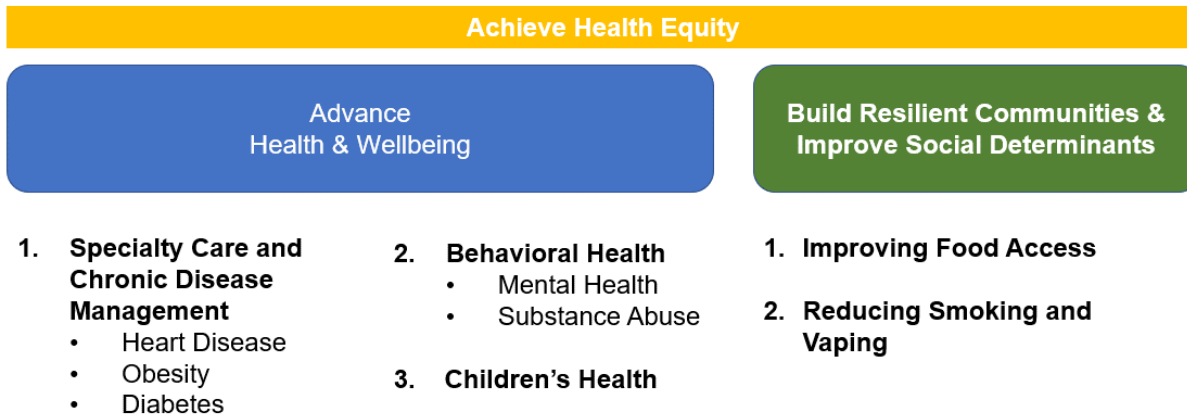 Achieve Health Equity
Advance
Health & Wellbeing
Build Resilient Communities &
Improve Social Determinants
1. Specialty Care and
Chronic Disease
Management
• Heart Disease
• Obesity
• Diabetes
2. Behavioral Health
• Mental Health
• Substance Abuse
3. Children’s Health
1. Improving Food Access
2. Reducing Smoking and
Vaping